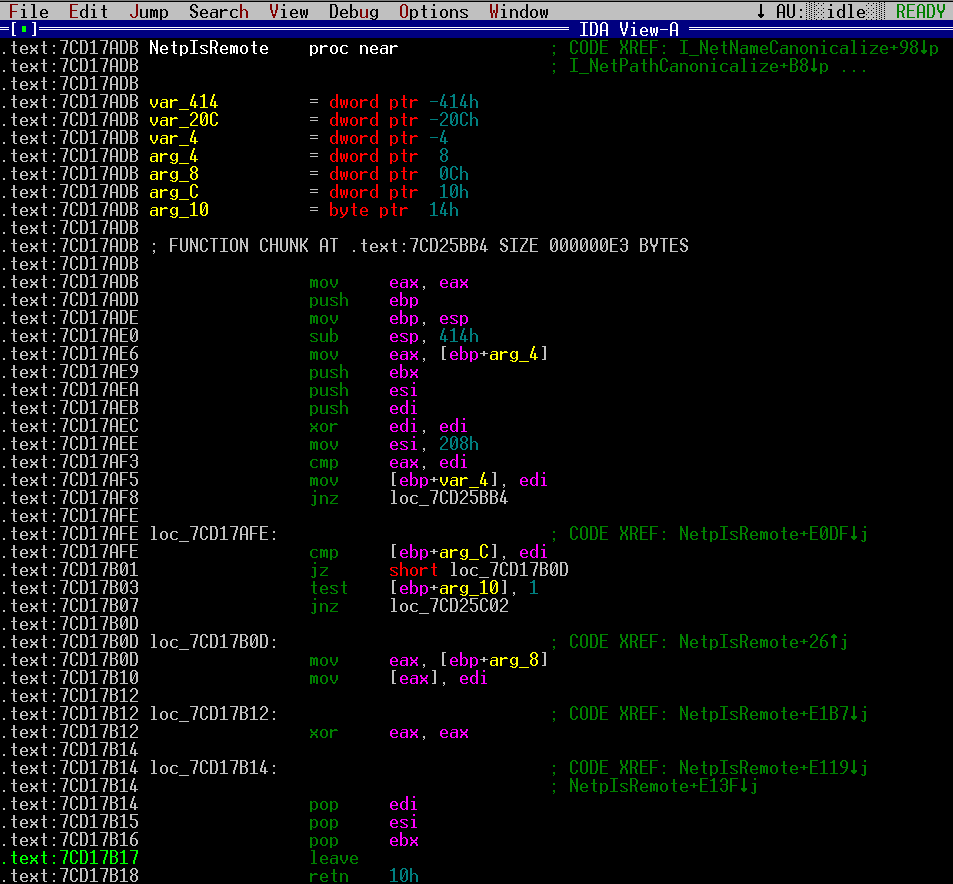 File Edit Jump Search View Debug Options Window ↓ AU: idle READY
[■] IDA View-A
.text:7CD17ADB NetpIsRemote proc near ; CODE XREF: I_NetNameCanonicalize+98↓p
.text:7CD17ADB ; I_NetPathCanonicalize+B8↓p ...
.text:7CD17ADB
.text:7CD17ADB var_414 = dword ptr -414h
.text:7CD17ADB var_20C = dword ptr -20Ch
.text:7CD17ADB var_4 = dword ptr -4
.text:7CD17ADB arg_4 = dword ptr 8
.text:7CD17ADB arg_8 = dword ptr 0Ch
.text:7CD17ADB arg_C = dword ptr 10h
.text:7CD17ADB arg_10 = byte ptr 14h
.text:7CD17ADB
.text:7CD17ADB ; FUNCTION CHUNK AT .text:7CD25BB4 SIZE 000000E3 BYTES
.text:7CD17ADB
.text:7CD17ADB mov eax, eax
.text:7CD17ADD push ebp
.text:7CD17ADE mov ebp, esp
.text:7CD17AE0 sub esp, 414h
.text:7CD17AE6 mov eax, [ebp+arg_4]
.text:7CD17AE9 push ebx
.text:7CD17AEA push esi
.text:7CD17AEB push edi
.text:7CD17AEC xor edi, edi
.text:7CD17AEE mov esi, 208h
.text:7CD17AF3 cmp eax, edi
.text:7CD17AF5 mov [ebp+var_4], edi
.text:7CD17AF8 jnz loc_7CD25BB4
.text:7CD17AFE
.text:7CD17AFE loc_7CD17AFE: ; CODE XREF: NetpIsRemote+E0DF↓j
.text:7CD17AFE cmp [ebp+arg_C], edi
.text:7CD17B01 jz short loc_7CD17B0D
.text:7CD17B03 test [ebp+arg_10], 1
.text:7CD17B07 jnz loc_7CD25C02
.text:7CD17B0D
.text:7CD17B0D loc_7CD17B0D: ; CODE XREF: NetpIsRemote+26↑j
.text:7CD17B0D mov eax, [ebp+arg_8]
.text:7CD17B10 mov [eax], edi
.text:7CD17B12
.text:7CD17B12 loc_7CD17B12: ; CODE XREF: NetpIsRemote+E1B7↓j
.text:7CD17B12 xor eax, eax
.text:7CD17B14
.text:7CD17B14 loc_7CD17B14: ; CODE XREF: NetpIsRemote+E119↓j
.text:7CD17B14 ; NetpIsRemote+E13F↓j
.text:7CD17B14 pop edi
.text:7CD17B15 pop esi
.text:7CD17B16 pop ebx
.text:7CD17B17 leave
.text:7CD17B18 retn 10h